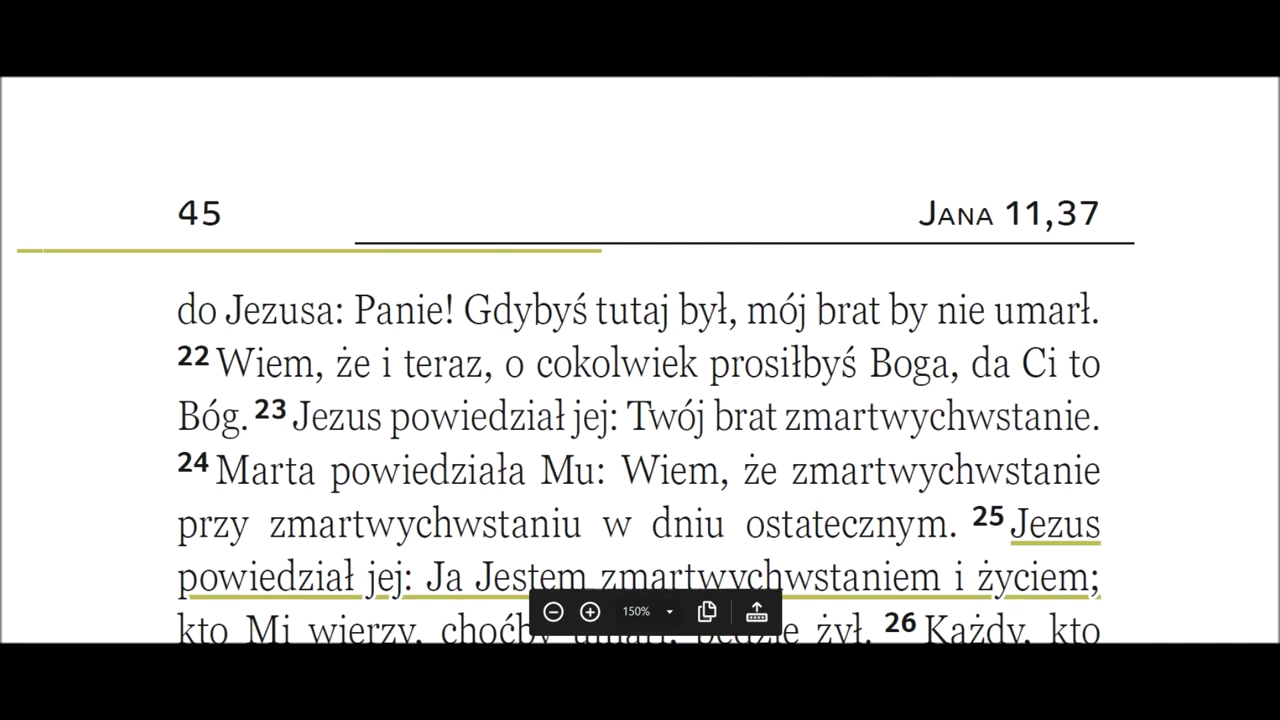 45 Jana 11,37
do Jezusa: Panie! Gdybyś tutaj był, mój brat by nie umarł.
22 Wiem, że i teraz, o cokolwiek prosiłbyś Boga, da Ci to
Bóg. 23 Jezus powiedział jej: Twój brat zmartwychwstanie.
24 Marta powiedziała Mu: Wiem, że zmartwychwstanie
przy zmartwychwstaniu w dniu ostatecznym. 25 Jezus
powiedział jej: Ja Jestem zmartwychwstaniem i życiem;
kto Mi wierzy, choćby umarł, będzie żył. 26 Każdy, kto
150%